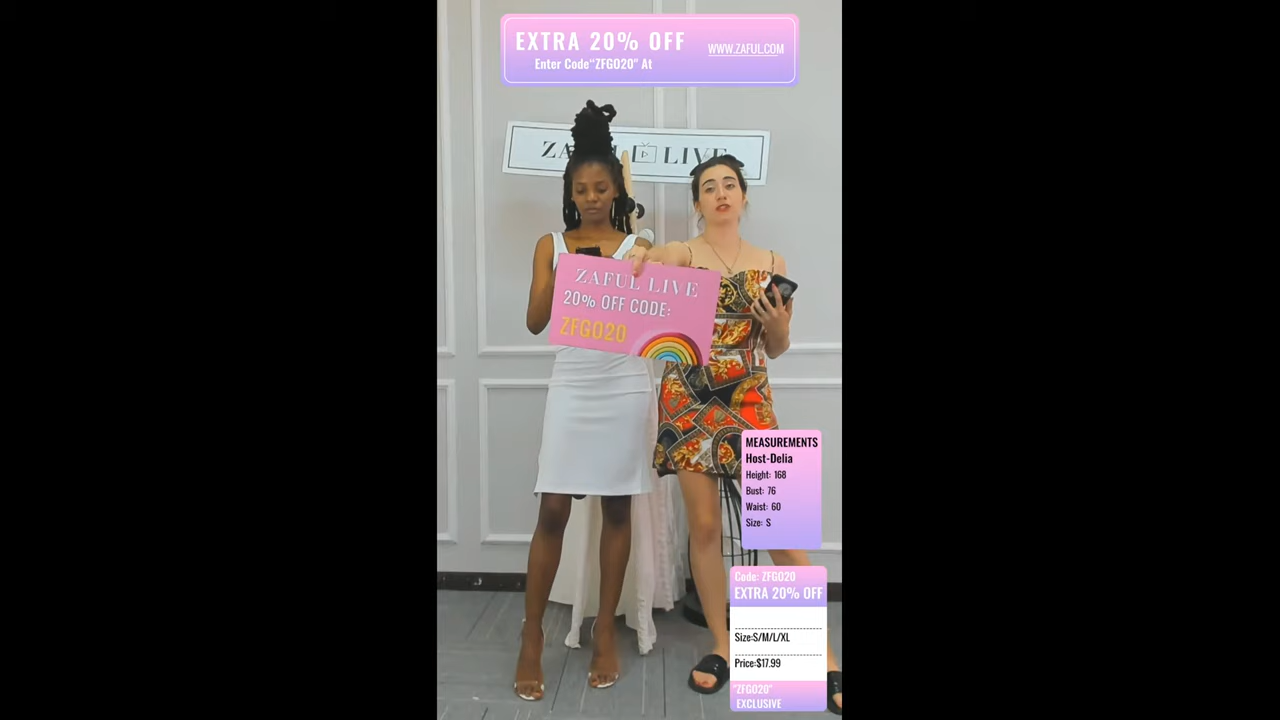 EXTRA 20% OFF
Enter Code“ZFGO20" At
WWW.ZAFUL.COM
LIVE
ZAFUL LIVE
20% OFF CODE:
ZFGO20
MEASUREMENTS
Host-Delia
Height: 168
Bust: 76
Waist: 60
Size: S
Code: ZFGO20
EXTRA 20% OFF
Size:S/M/L/XL
Price:$17.99
"ZFGO20"
EXCLUSIVE